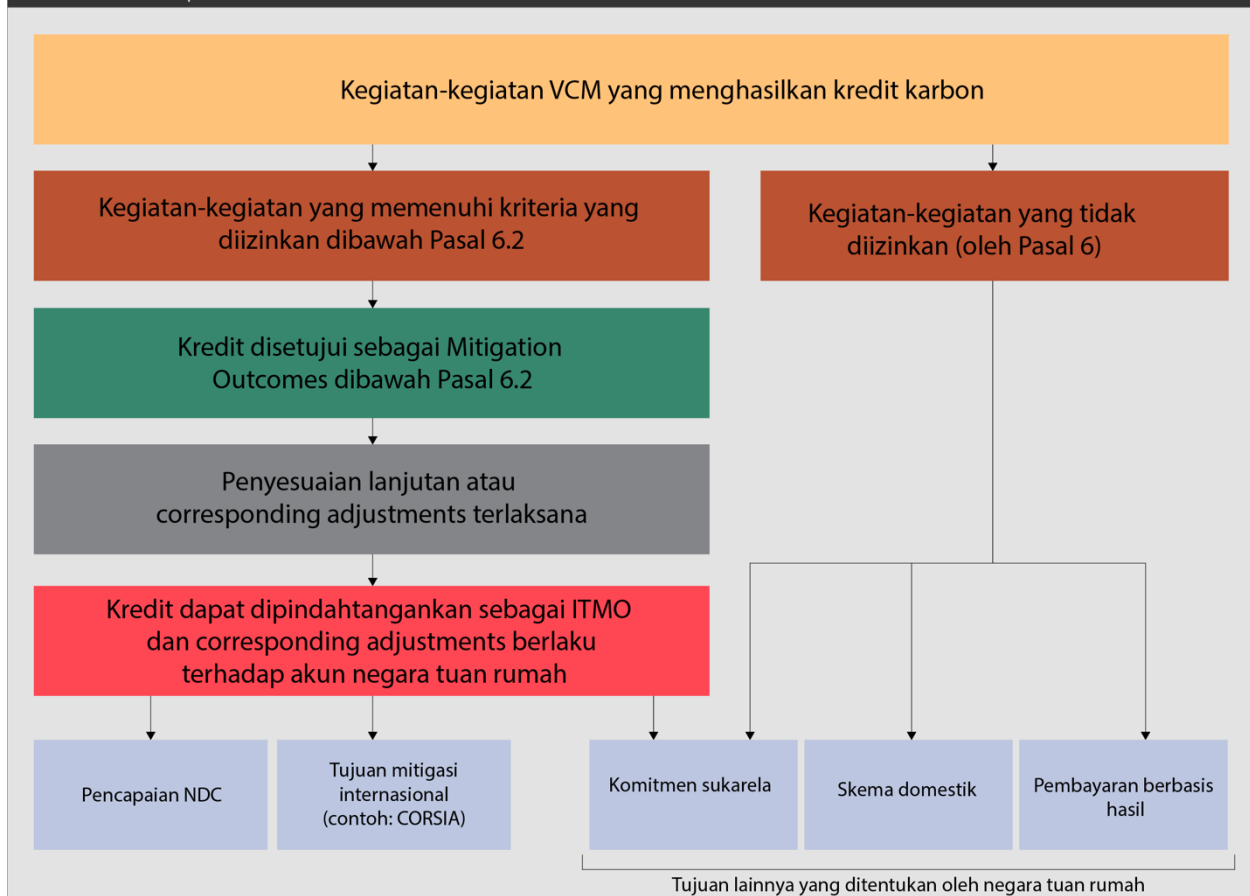 Kegiatan-kegiatan VCM yang menghasilkan kredit karbon
Kegiatan-kegiatan yang memenuhi kriteria yang
diizinkan dibawah Pasal 6.2
Kegiatan-kegiatan yang tidak
diizinkan (oleh Pasal 6)
Kredit disetujui sebagai Mitigation
Outcomes dibawah Pasal 6.2
Penyesuaian lanjutan atau
corresponding adjustments terlaksana
Kredit dapat dipindahtangankan sebagai ITMO
dan corresponding adjustments berlaku
terhadap akun negara tuan rumah
Pencapaian NDC
Tujuan mitigasi
internasional
(contoh: CORSIA)
Komitmen sukarela
Skema domestik
Pembayaran berbasis
hasil
Tujuan lainnya yang ditentukan oleh negara tuan rumah